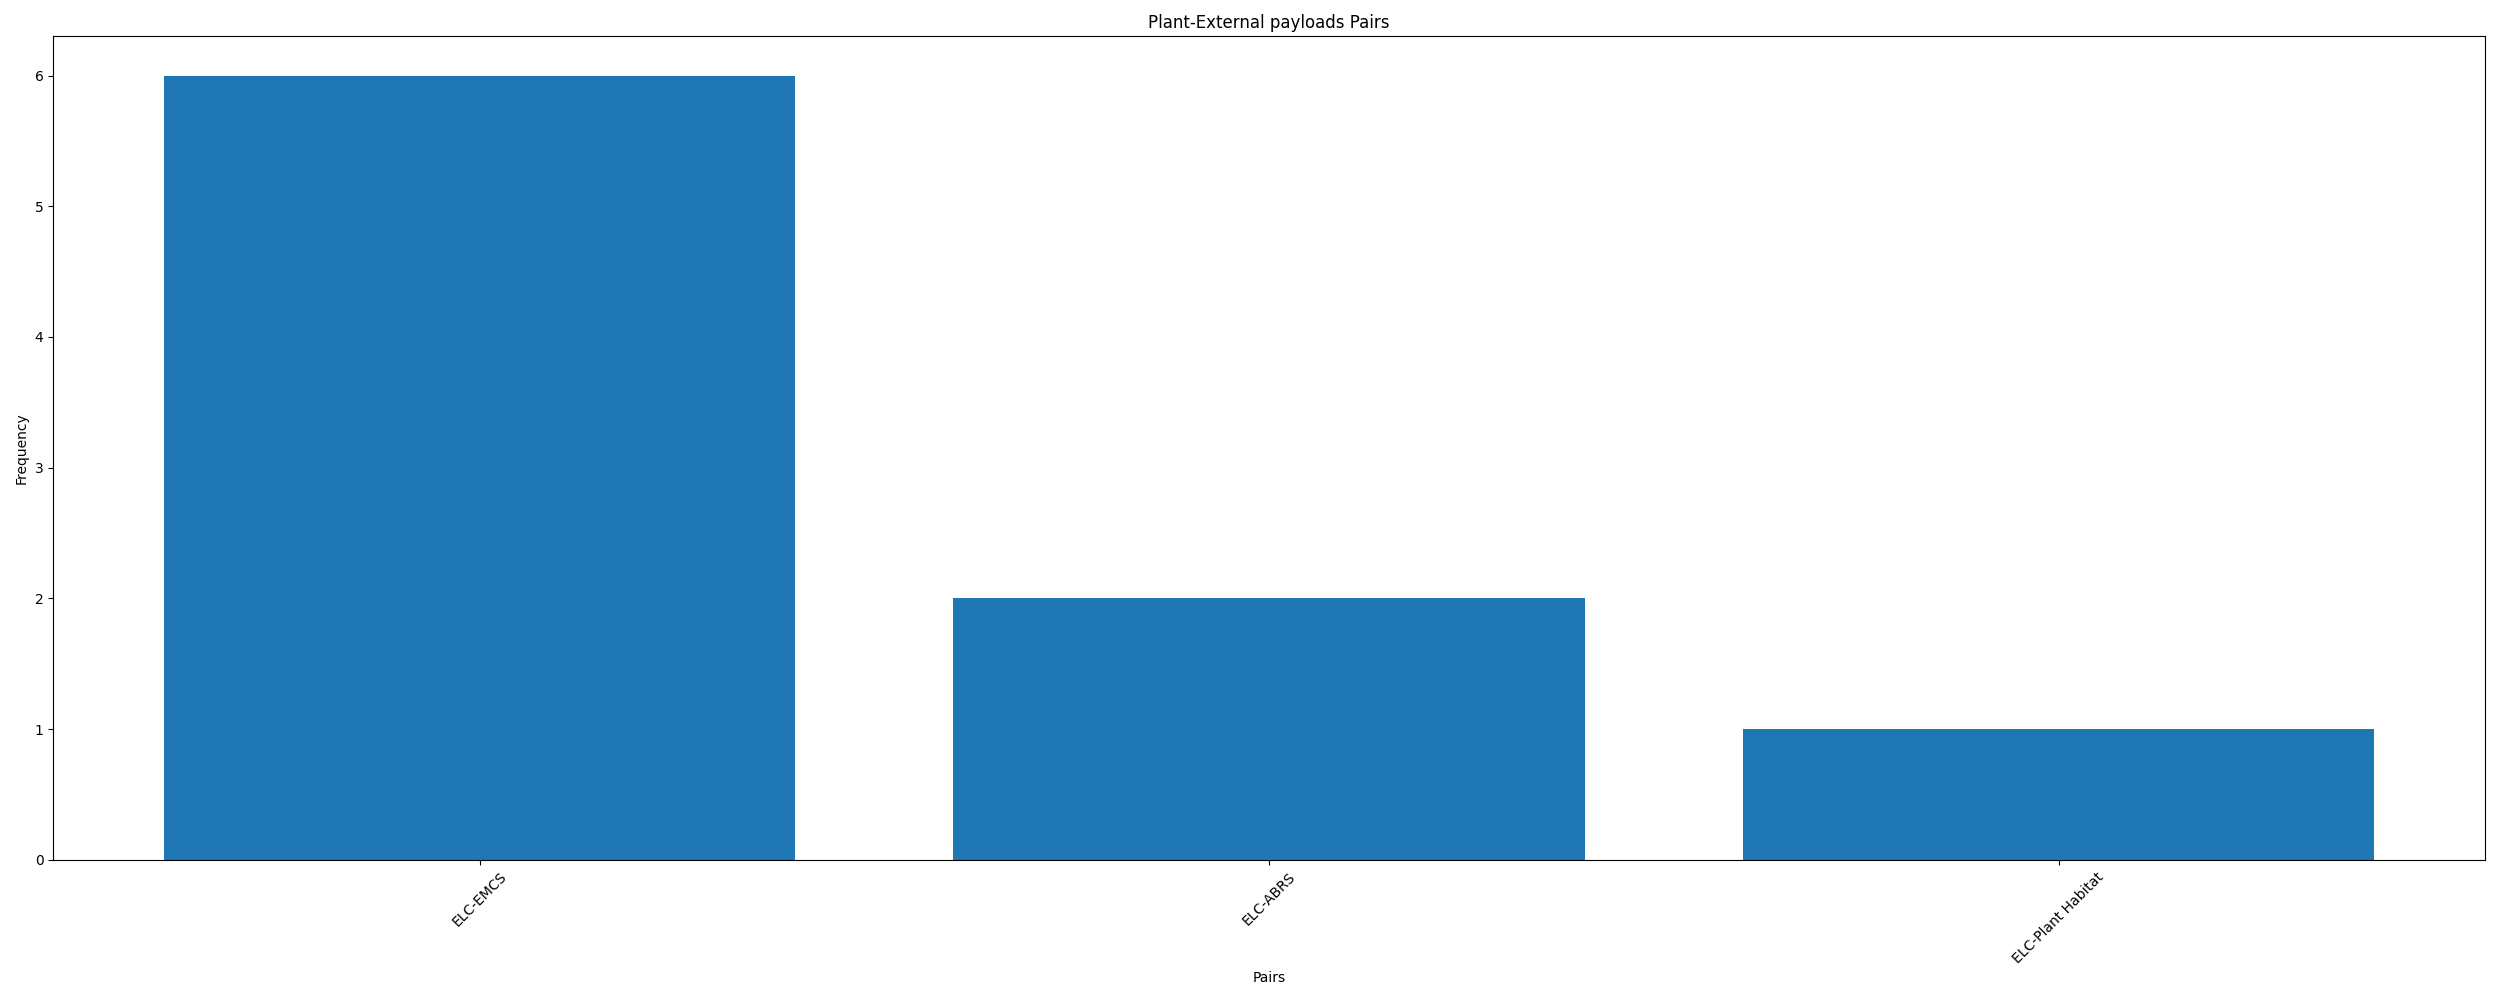 Plant-External payloads Pairs
6
5
4
3
2
1
0
Frequency
ELC-EMCS
ELC-ABRS
ELC-Plant Habitat
Pairs